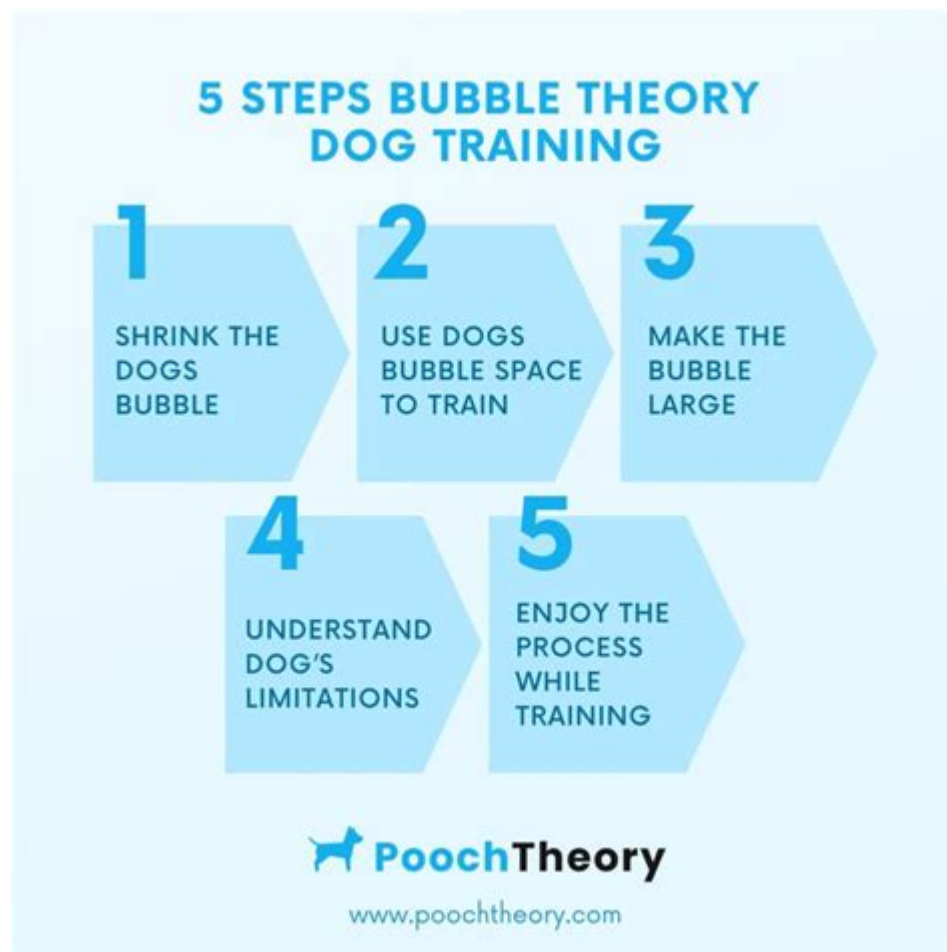 5 STEPS BUBBLE THEORY
DOG TRAINING
1
SHRINK THE
DOGS
BUBBLE
2
USE DOGS
BUBBLE SPACE
TO TRAIN
3
MAKE THE
BUBBLE
LARGE
4
UNDERSTAND
DOG'S
LIMITATIONS
5
ENJOY THE
PROCESS
WHILE
TRAINING
PoochTheory
www.poochtheory.com